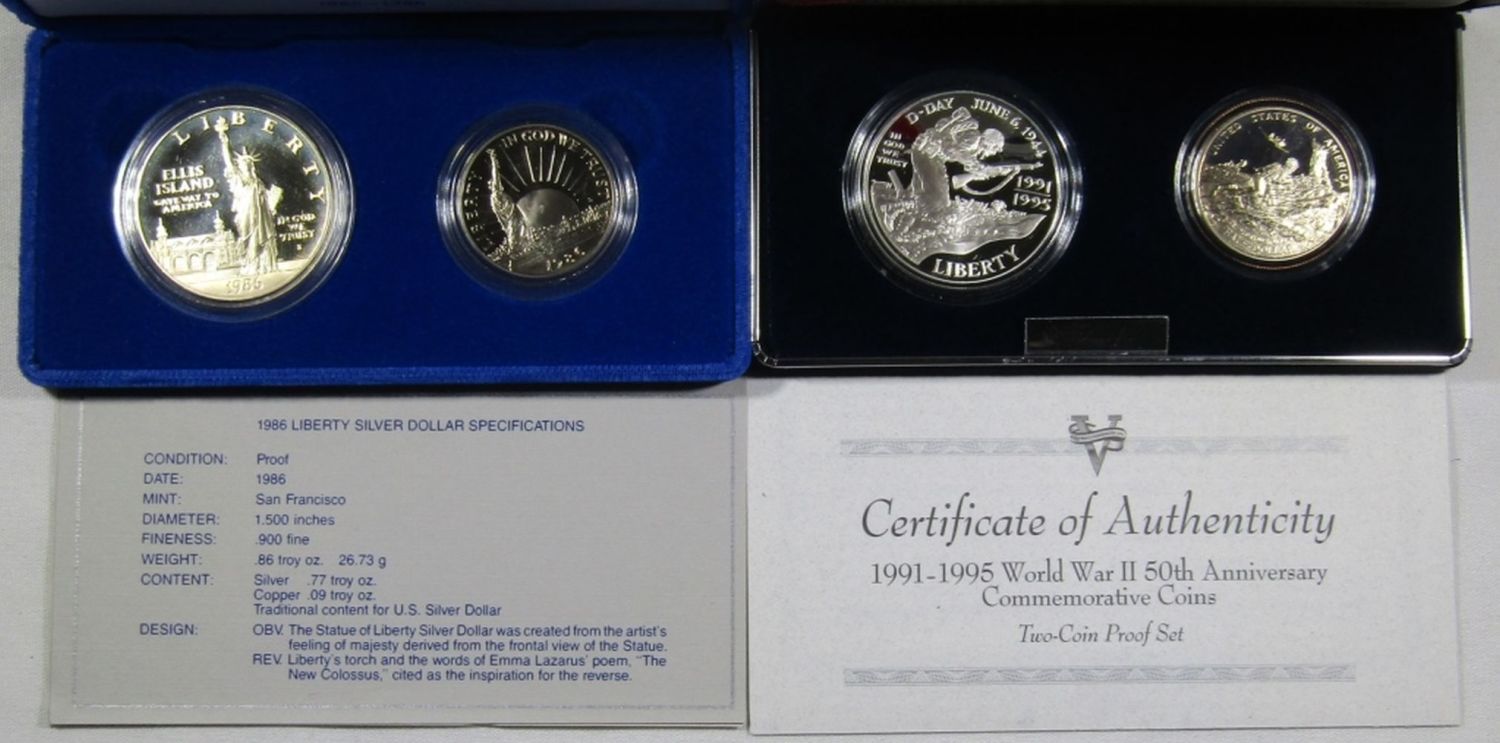 LIBERTY
ELLIS
ISLAND
GATEWAY TO
AMERICA
IN GOD
WE
TRUST
S
1986
IN GOD WE TRUST
LIBERTY
1986
D-DAY JUNE 6, 1944
IN
GOD
WE
TRUST
1991
1995
LIBERTY
UNITED STATES OF AMERICA
1986 LIBERTY SILVER DOLLAR SPECIFICATIONS
CONDITION: Proof
DATE: 1986
MINT: San Francisco
DIAMETER: 1.500 inches
FINENESS: .900 fine
WEIGHT: .86 troy oz. 26.73 g
CONTENT: Silver .77 troy oz.
Copper .09 troy oz.
Traditional content for U.S. Silver Dollar
DESIGN: OBV. The Statue of Liberty Silver Dollar was created from the artist's
feeling of majesty derived from the frontal view of the Statue.
REV. Liberty's torch and the words of Emma Lazarus' poem, "The
New Colossus," cited as the inspiration for the reverse.
V
Certificate of Authenticity
1991-1995 World War II 50th Anniversary
Commemorative Coins
Two-Coin Proof Set